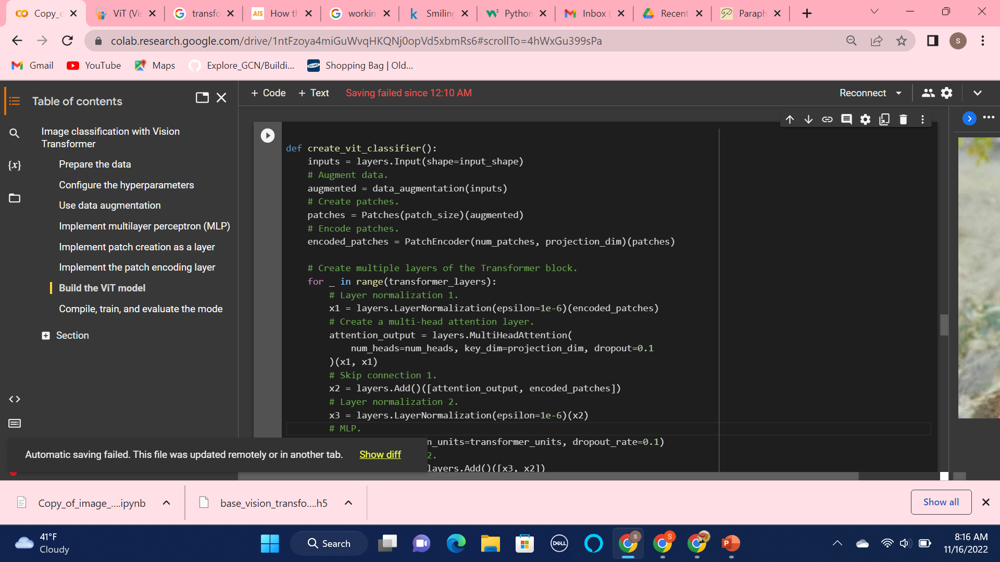 Copy_c
ViT (Vis
transfo
AIS
How th
workin
k
Smiling
Python
Inbox (
Recent
Paraph
colab.research.google.com/drive/1ntFzoya4miGuWvqHKQNj0opVd5xbmRs6#scrollTo=4hWxGu399sPa
S
Gmail
YouTube
Maps
Explore_GCN/Buildi...
Shopping Bag | Old...
Table of contents
+ Code
+ Text
Saving failed since 12:10 AM
Reconnect
Image classification with Vision
Transformer
Prepare the data
Configure the hyperparameters
Use data augmentation
Implement multilayer perceptron (MLP)
Implement patch creation as a layer
Implement the patch encoding layer
Build the ViT model
Compile, train, and evaluate the mode
Section
{x}
def create_vit_classifier():
    inputs = layers.Input(shape=input_shape)
    # Augment data.
    augmented = data_augmentation(inputs)
    # Create patches.
    patches = Patches(patch_size)(augmented)
    # Encode patches.
    encoded_patches = PatchEncoder(num_patches, projection_dim)(patches)
    # Create multiple layers of the Transformer block.
    for _ in range(transformer_layers):
        # Layer normalization 1.
        x1 = layers.LayerNormalization(epsilon=1e-6)(encoded_patches)
        # Create a multi-head attention layer.
        attention_output = layers.MultiHeadAttention(
            num_heads=num_heads, key_dim=projection_dim, dropout=0.1
        )(x1, x1)
        # Skip connection 1.
        x2 = layers.Add()([attention_output, encoded_patches])
        # Layer normalization 2.
        x3 = layers.LayerNormalization(epsilon=1e-6)(x2)
        # MLP.
n_units=transformer_units, dropout_rate=0.1)
2.
layers.Add()([x3, x2])
Automatic saving failed. This file was updated remotely or in another tab.
Show diff
Copy_of_image_....ipynb
base_vision_transfo....h5
Show all
41°F
Cloudy
Search
DELL
S
S
P
8:16 AM
11/16/2022